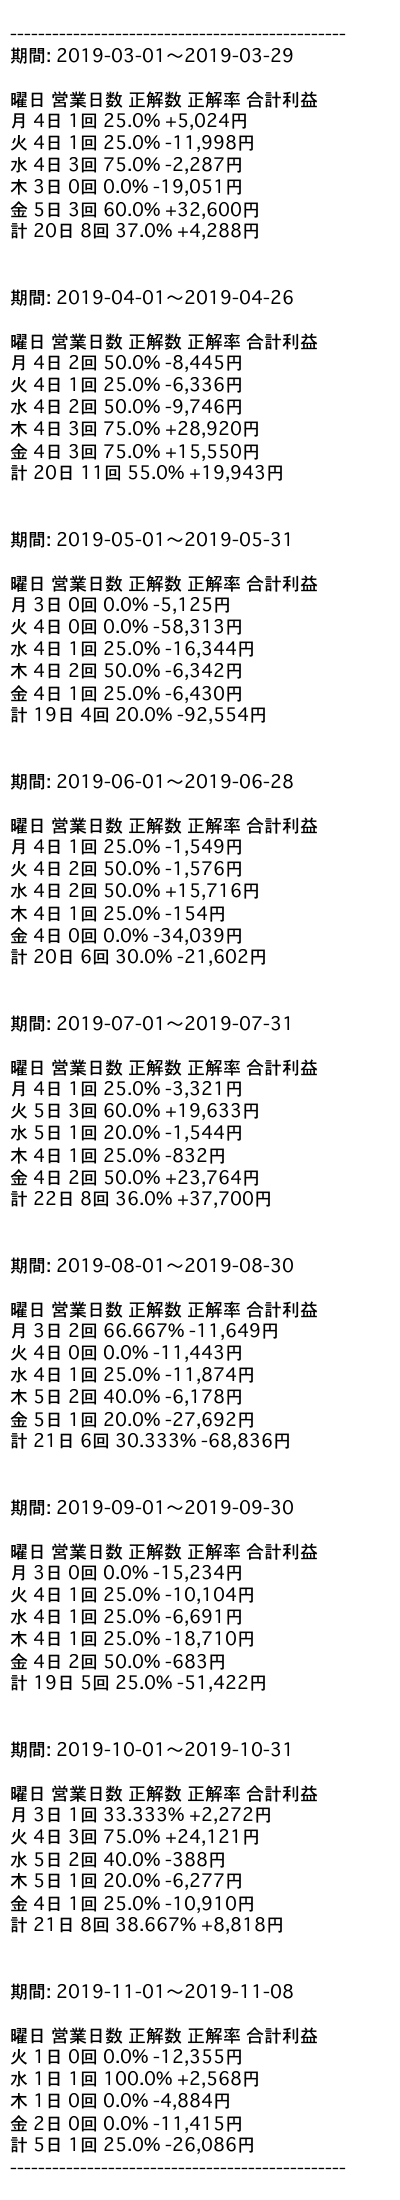 ------------------------------------------------
期間: 2019-03-01～2019-03-29
曜日 営業日数 正解数 正解率 合計利益
月 4日 1回 25.0% +5,024円
火 4日 1回 25.0% -11,998円
水 4日 3回 75.0% -2,287円
木 3日 0回 0.0% -19,051円
金 5日 3回 60.0% +32,600円
計 20日 8回 37.0% +4,288円
期間: 2019-04-01～2019-04-26
曜日 営業日数 正解数 正解率 合計利益
月 4日 2回 50.0% -8,445円
火 4日 1回 25.0% -6,336円
水 4日 2回 50.0% -9,746円
木 4日 3回 75.0% +28,920円
金 4日 3回 75.0% +15,550円
計 20日 11回 55.0% +19,943円
期間: 2019-05-01～2019-05-31
曜日 営業日数 正解数 正解率 合計利益
月 3日 0回 0.0% -5,125円
火 4日 0回 0.0% -58,313円
水 4日 1回 25.0% -16,344円
木 4日 2回 50.0% -6,342円
金 4日 1回 25.0% -6,430円
計 19日 4回 20.0% -92,554円
期間: 2019-06-01～2019-06-28
曜日 営業日数 正解数 正解率 合計利益
月 4日 1回 25.0% -1,549円
火 4日 2回 50.0% -1,576円
水 4日 2回 50.0% +15,716円
木 4日 1回 25.0% -154円
金 4日 0回 0.0% -34,039円
計 20日 6回 30.0% -21,602円
期間: 2019-07-01～2019-07-31
曜日 営業日数 正解数 正解率 合計利益
月 4日 1回 25.0% -3,321円
火 5日 3回 60.0% +19,633円
水 5日 1回 20.0% -1,544円
木 4日 1回 25.0% -832円
金 4日 2回 50.0% +23,764円
計 22日 8回 36.0% +37,700円
期間: 2019-08-01～2019-08-30
曜日 営業日数 正解数 正解率 合計利益
月 3日 2回 66.667% -11,649円
火 4日 0回 0.0% -11,443円
水 4日 1回 25.0% -11,874円
木 5日 2回 40.0% -6,178円
金 5日 1回 20.0% -27,692円
計 21日 6回 30.333% -68,836円
期間: 2019-09-01～2019-09-30
曜日 営業日数 正解数 正解率 合計利益
月 3日 0回 0.0% -15,234円
火 4日 1回 25.0% -10,104円
水 4日 1回 25.0% -6,691円
木 4日 1回 25.0% -18,710円
金 4日 2回 50.0% -683円
計 19日 5回 25.0% -51,422円
期間: 2019-10-01～2019-10-31
曜日 営業日数 正解数 正解率 合計利益
月 3日 1回 33.333% +2,272円
火 4日 3回 75.0% +24,121円
水 5日 2回 40.0% -388円
木 5日 1回 20.0% -6,277円
金 4日 1回 25.0% -10,910円
計 21日 8回 38.667% +8,818円
期間: 2019-11-01～2019-11-08
曜日 営業日数 正解数 正解率 合計利益
火 1日 0回 0.0% -12,355円
水 1日 1回 100.0% +2,568円
木 1日 0回 0.0% -4,884円
金 2日 0回 0.0% -11,415円
計 5日 1回 25.0% -26,086円
------------------------------------------------